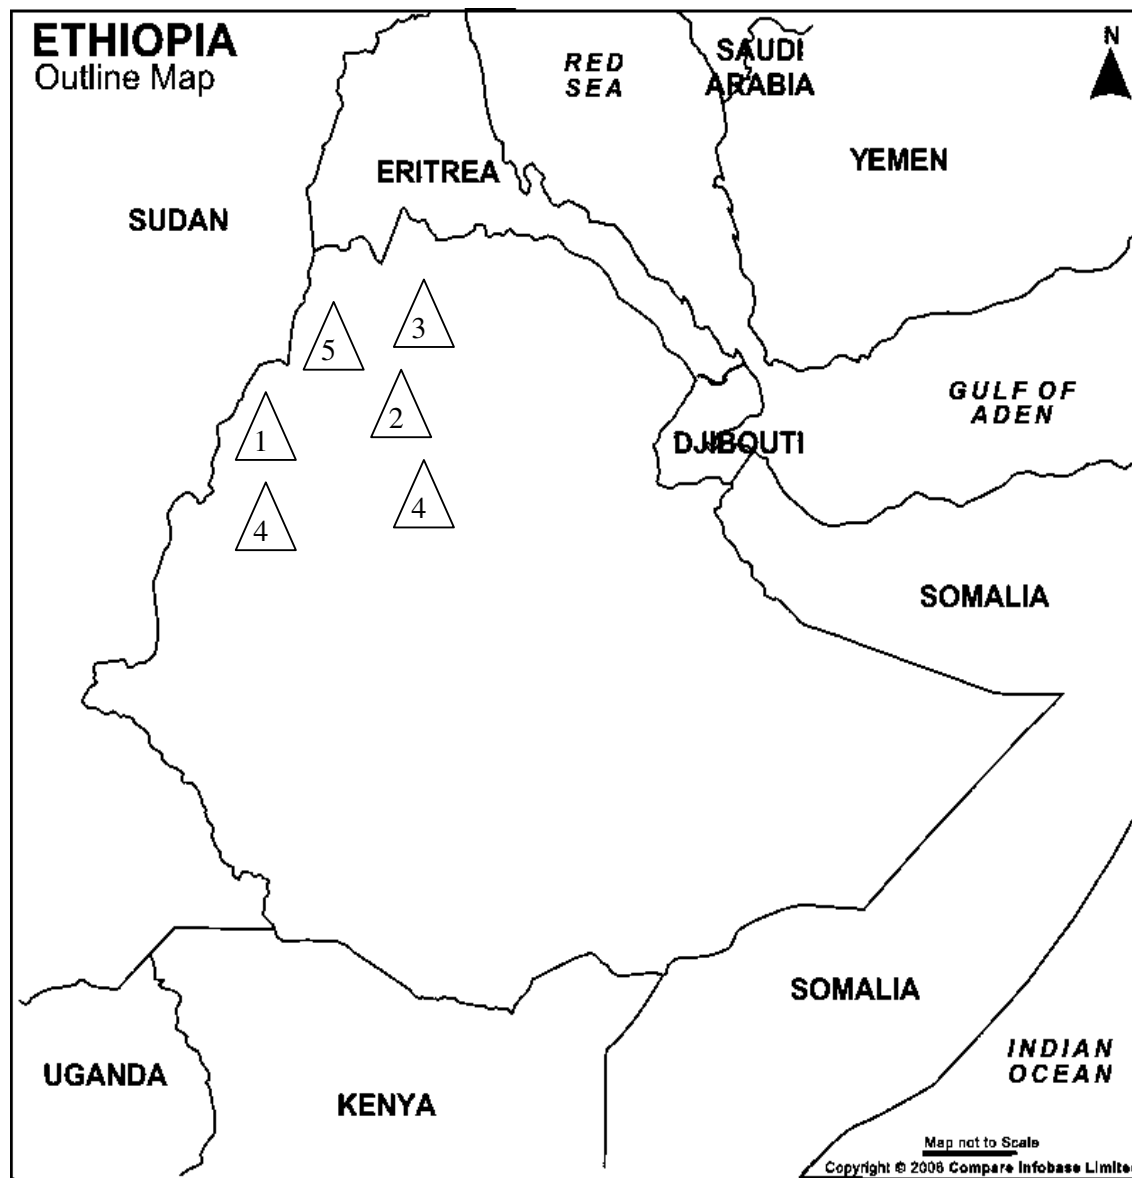 ETHIOPIA
Outline Map
RED
SEA
SAUDI
ARABIA
N
YEMEN
ERITREA
SUDAN
3
5
2
1
GULF OF
ADEN
DJIBOUTI
4
4
SOMALIA
SOMALIA
INDIAN
OCEAN
UGANDA
KENYA
Map not to Scale
Copyright © 2006 Compare Infobase Limite